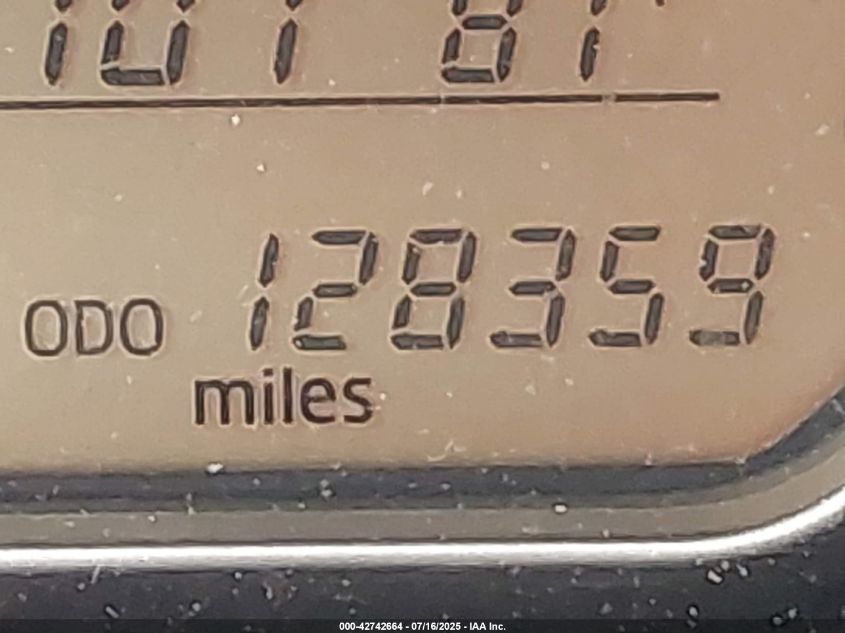 ODO 128359
miles
000-42742664 - 07/16/2025 - IAA Inc.